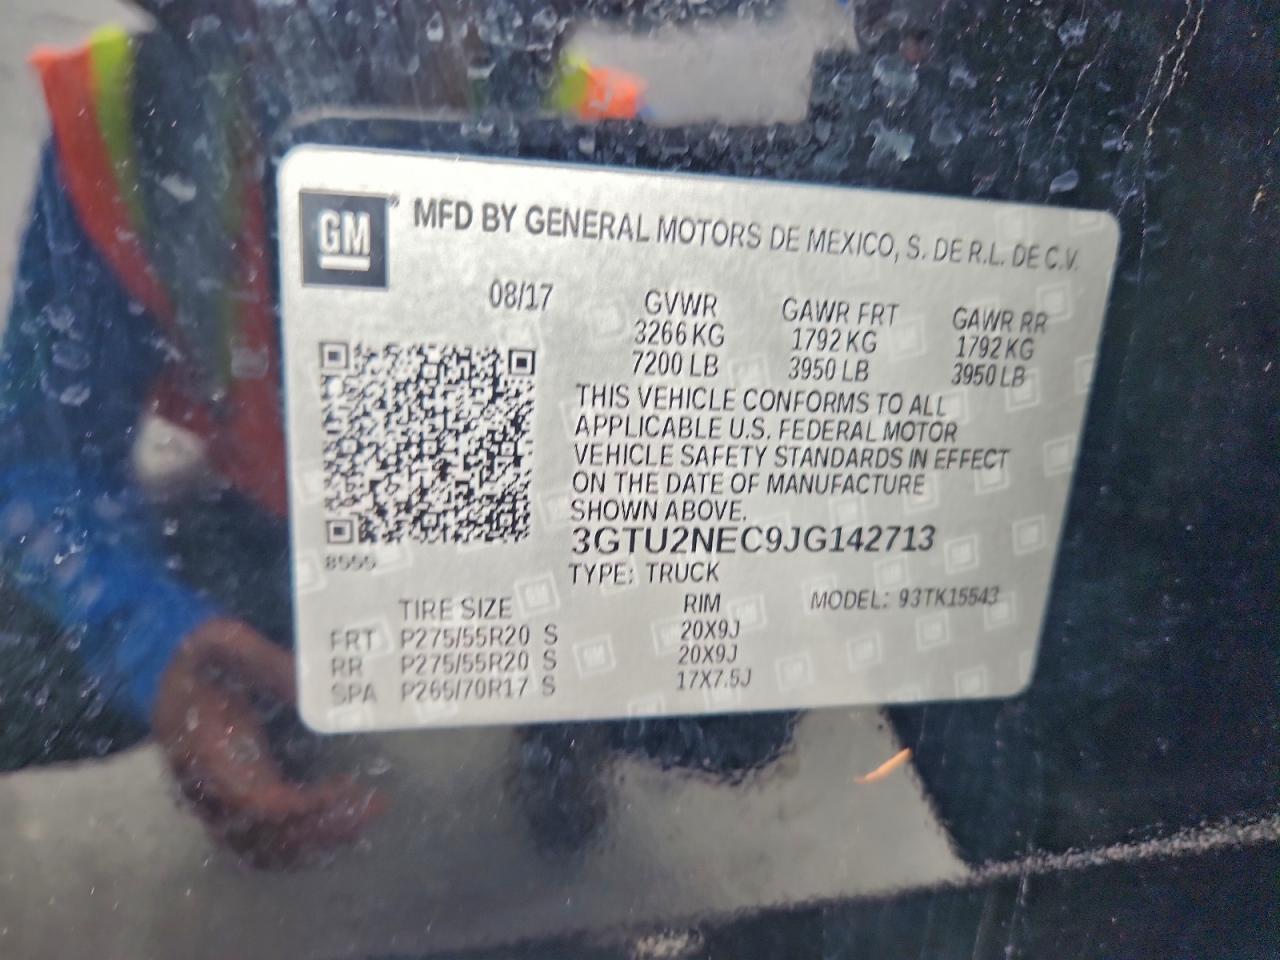 GM
MFD BY GENERAL MOTORS DE MEXICO, S. DE R.L. DE C.V.
08/17
GVWR GAWR FRT GAWR RR
3266 KG 1792 KG 1792 KG
7200 LB 3950 LB 3950 LB
THIS VEHICLE CONFORMS TO ALL
APPLICABLE U.S. FEDERAL MOTOR
VEHICLE SAFETY STANDARDS IN EFFECT
ON THE DATE OF MANUFACTURE
SHOWN ABOVE.
3GTU2NEC9JG142713
8555
TYPE: TRUCK
MODEL: 93TK15543
TIRE SIZE RIM
FRT P275/55R20 S 20X9J
RR P275/55R20 S 20X9J
SPA P265/70R17 S 17X7.5J